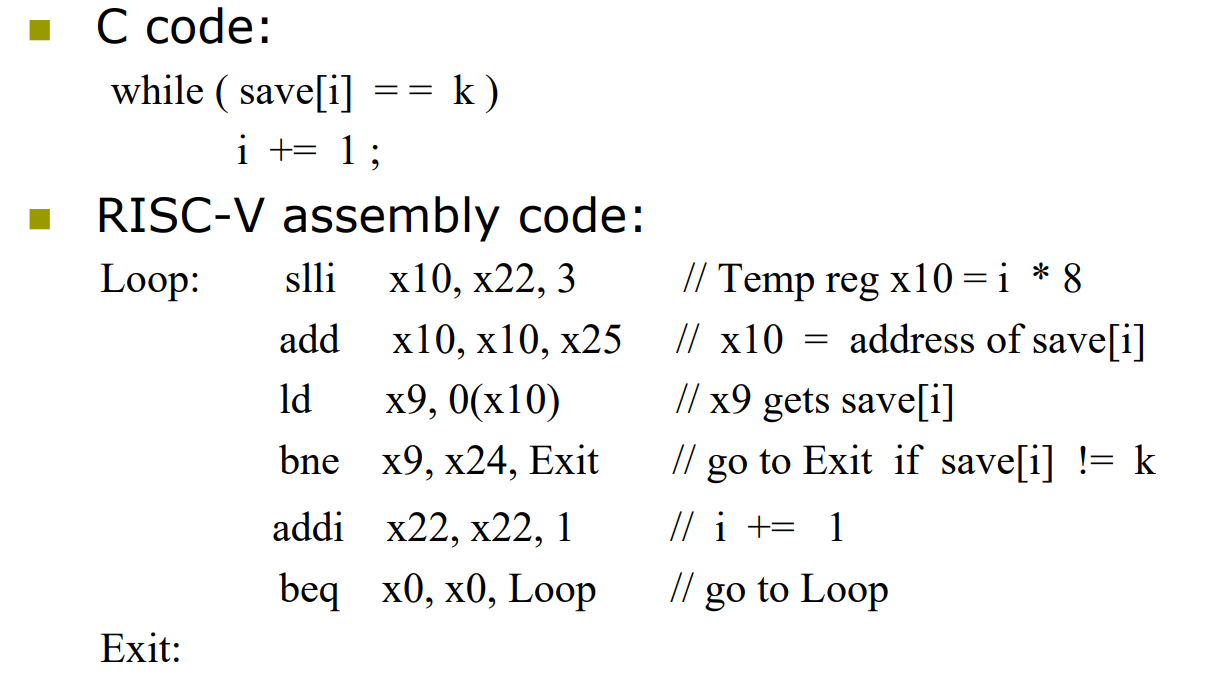 C code:
while ( save[i] == k )
i += 1 ;
RISC-V assembly code:
Loop: slli x10, x22, 3 // Temp reg x10 = i * 8
add x10, x10, x25 // x10 = address of save[i]
ld x9, 0(x10) // x9 gets save[i]
bne x9, x24, Exit // go to Exit if save[i] != k
addi x22, x22, 1 // i += 1
beq x0, x0, Loop // go to Loop
Exit: